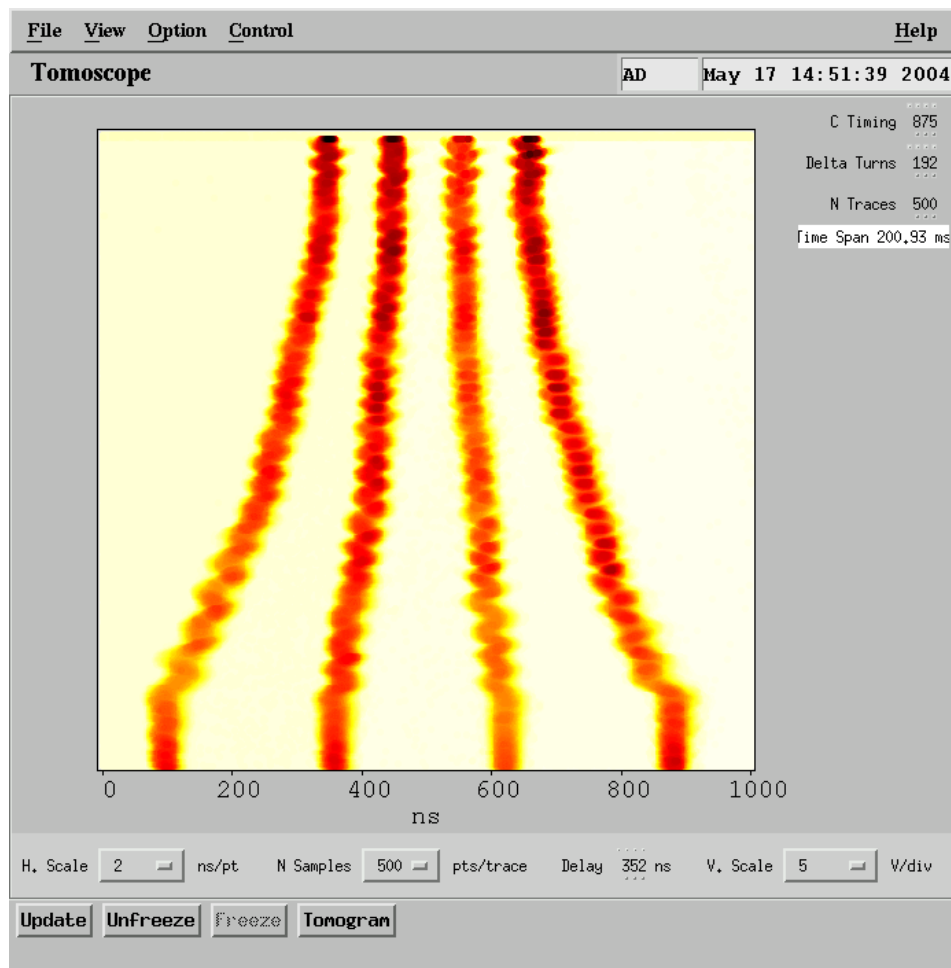 File View Option Control Help
Tomoscope AD May 17 14:51:39 2004
C Timing 875
Delta Turns 192
N Traces 500
Time Span 200.93 ms
0 200 400 600 800 1000
ns
H. Scale 2 ns/pt N Samples 500 pts/trace Delay 352 ns V. Scale 5 V/div
Update Unfreeze Freeze Tomogram